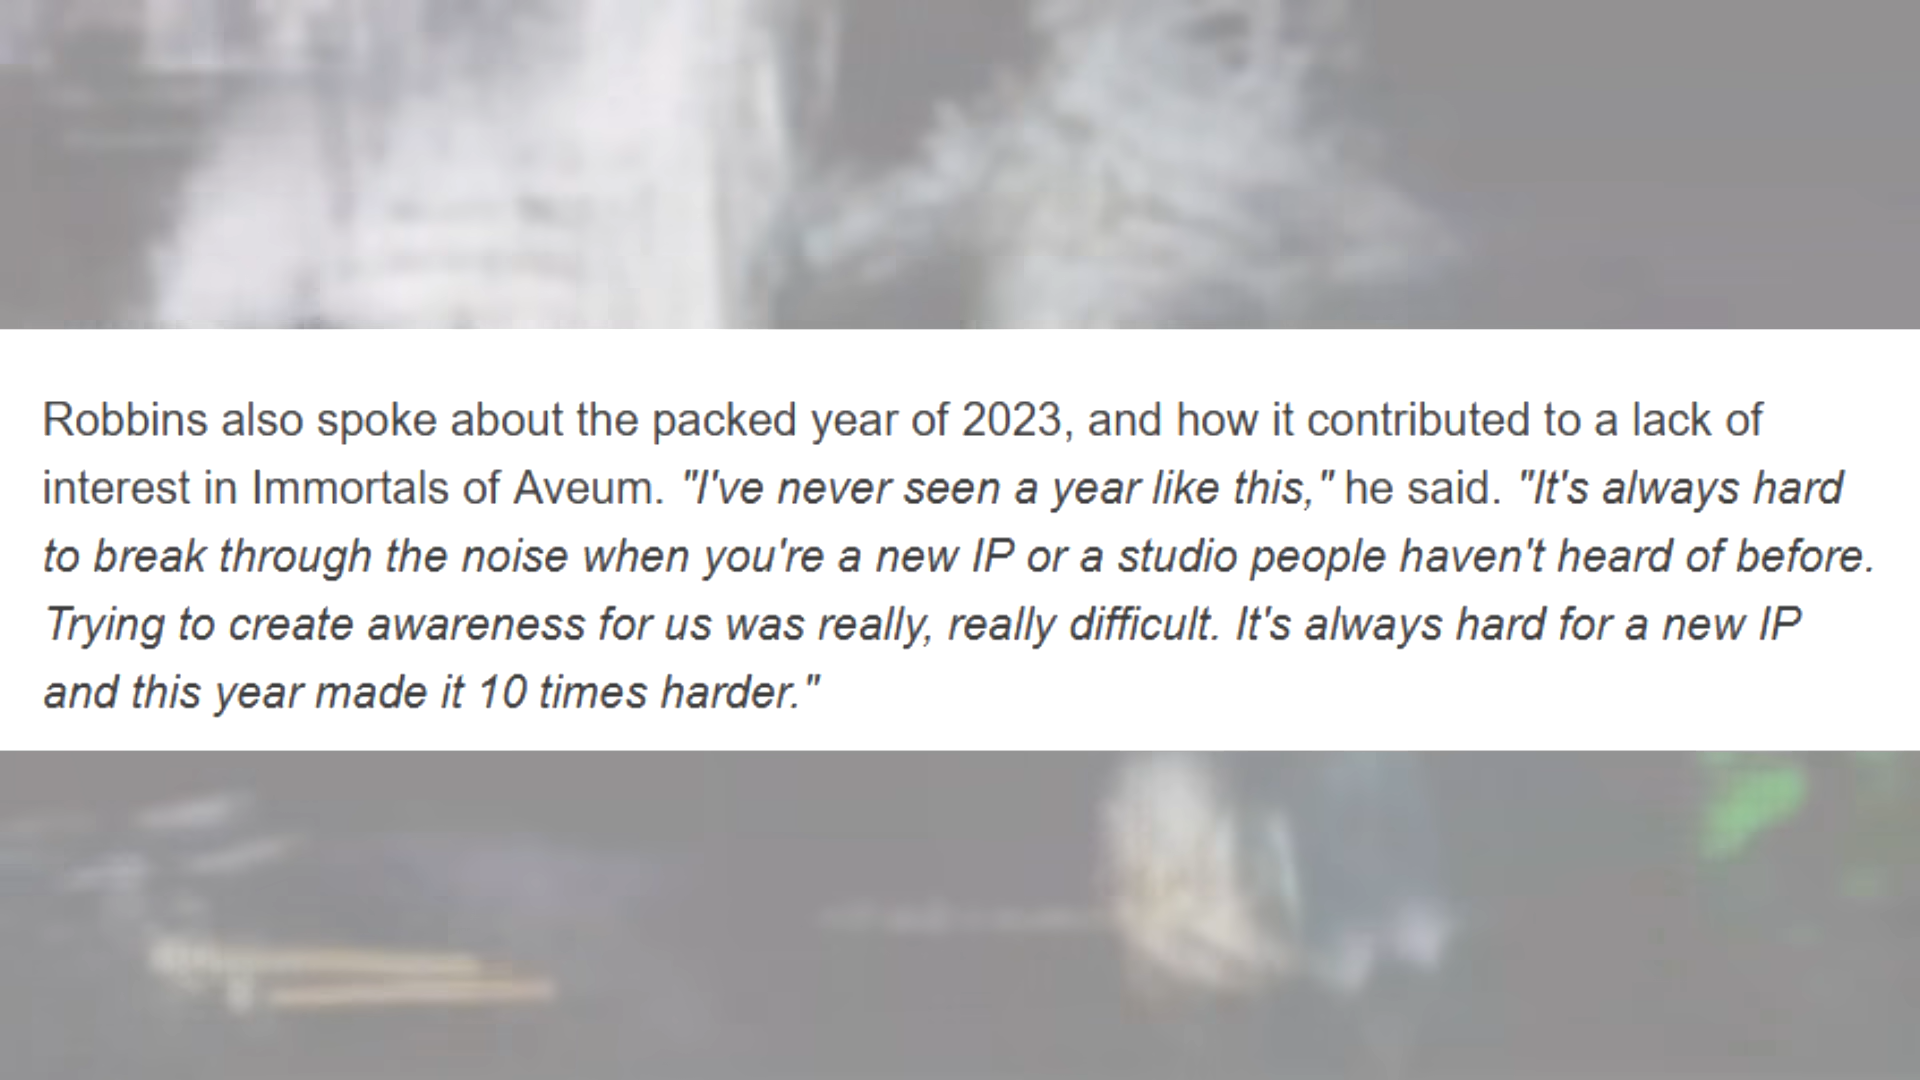 Robbins also spoke about the packed year of 2023, and how it contributed to a lack of
interest in Immortals of Aveum. "I've never seen a year like this," he said. "It's always hard
to break through the noise when you're a new IP or a studio people haven't heard of before.
Trying to create awareness for us was really, really difficult. It's always hard for a new IP
and this year made it 10 times harder."